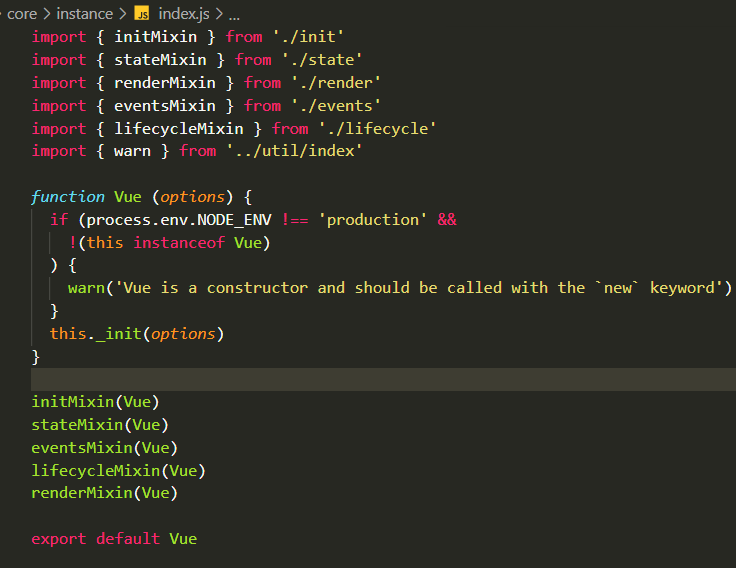 core > instance > JS index.js > ...
import { initMixin } from './init'
import { stateMixin } from './state'
import { renderMixin } from './render'
import { eventsMixin } from './events'
import { lifecycleMixin } from './lifecycle'
import { warn } from '../util/index'
function Vue (options) {
  if (process.env.NODE_ENV !== 'production' &&
    !(this instanceof Vue)
  ) {
    warn('Vue is a constructor and should be called with the `new` keyword')
  }
  this._init(options)
}
initMixin(Vue)
stateMixin(Vue)
eventsMixin(Vue)
lifecycleMixin(Vue)
renderMixin(Vue)
export default Vue